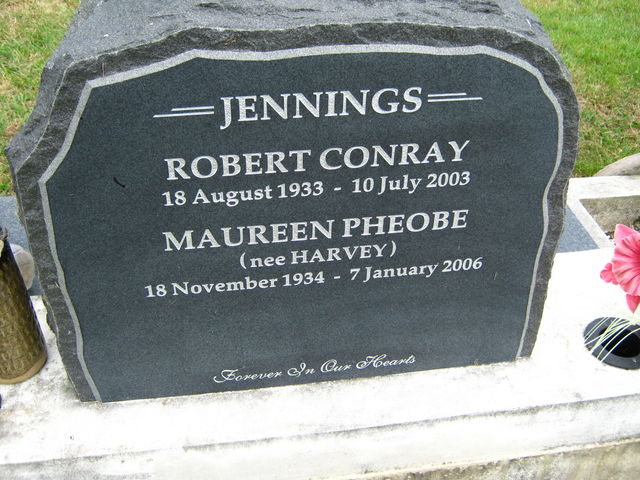 JENNINGS
ROBERT CONRAY
18 August 1933 - 10 July 2003
MAUREEN PHEOBE
(nee HARVEY)
18 November 1934 - 7 January 2006
Forever In Our Hearts